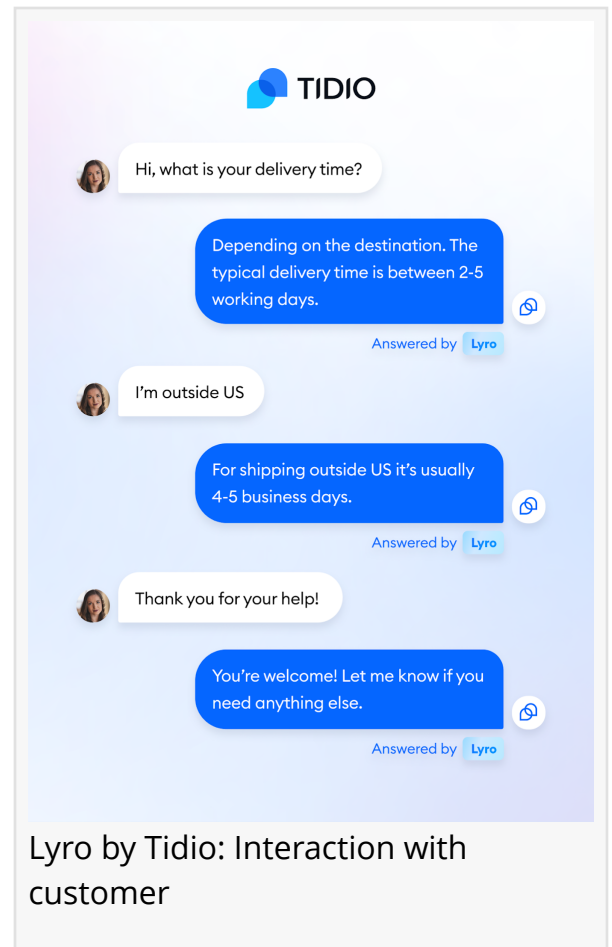 TIDIO
Hi, what is your delivery time?
Depending on the destination. The
typical delivery time is between 2-5
working days.
Answered by Lyro
I'm outside US
For shipping outside US it's usually
4-5 business days.
Answered by Lyro
Thank you for your help!
You're welcome! Let me know if you
need anything else.
Answered by Lyro
Lyro by Tidio: Interaction with
customer